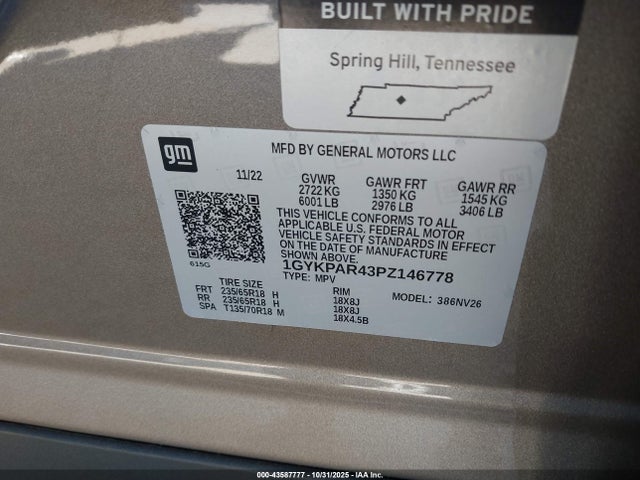 BUILT WITH PRIDE
Spring Hill, Tennessee
gm
MFD BY GENERAL MOTORS LLC
11/22 GVWR GAWR FRT GAWR RR
2722 KG 1350 KG 1545 KG
6001 LB 2976 LB 3406 LB
THIS VEHICLE CONFORMS TO ALL
APPLICABLE U.S. FEDERAL MOTOR
VEHICLE SAFETY STANDARDS IN EFFECT
ON THE DATE OF MANUFACTURE
SHOWN ABOVE.
615G
1GYKPAR43PZ146778
TYPE: MPV
TIRE SIZE RIM MODEL: 386NV26
FRT 235/65R18 H 18X8J
RR 235/65R18 H 18X8J
SPA T135/70R18 M 18X4.5B
000-43587777 - 10/31/2025 - IAA Inc.